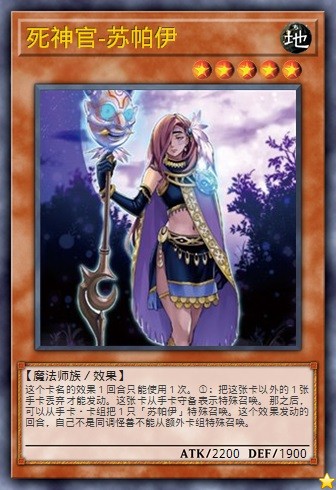 死神官-苏帕伊
地
【魔法师族／效果】
这个卡名的效果1回合只能使用1次。①：把这张卡以外的1张
手卡丢弃才能发动。这张卡从手卡守备表示特殊召唤。那之后，
可以从手卡·卡组把1只「苏帕伊」特殊召唤。这个效果发动的
回合，自己不是同调怪兽不能从额外卡组特殊召唤。
ATK/2200 DEF/1900